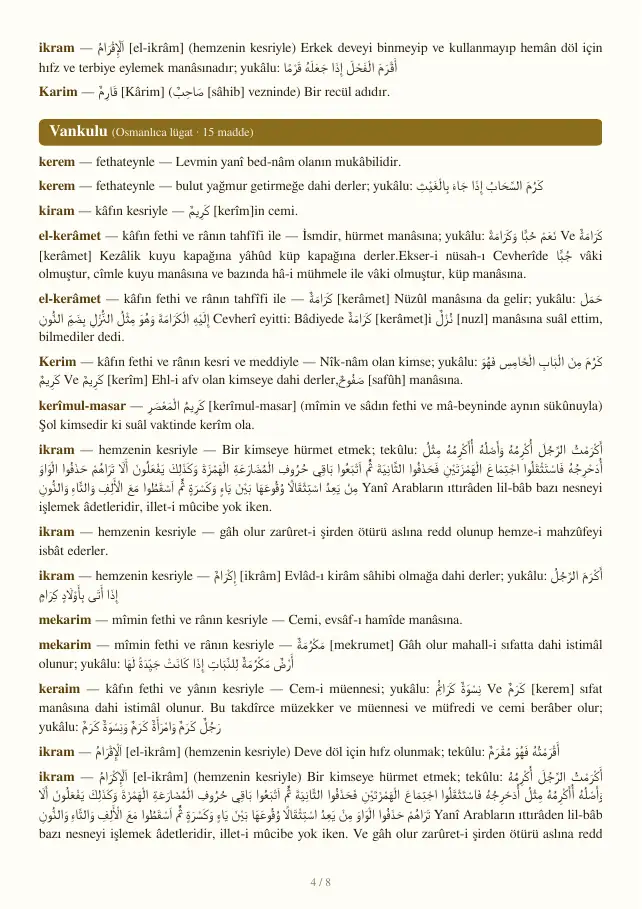 ikram — اَلْإِقْرَامُ [el-ikrâm] (hemzenin kesriyle) Erkek deveyi binmeyip ve kullanmayıp hemân döl için
hıfz ve terbiye eylemek manâsınadır; yukâlu: أَقْرَمَ الْفَحْلَ إِذَا جَعَلَهُ قَرْمًا
Karim — قَارِمٌ [Kârim] (صَاحِبٌ [sâhib] vezninde) Bir recül adıdır.
Vankulu (Osmanlıca lügat · 15 madde)
kerem — fethateynle — Levmin yanî bed-nâm olanın mukâbilidir.
kerem — fethateynle — bulut yağmur getirmeğe dahi derler; yukâlu: كَرُمَ السَّحَابُ إِذَا جَاءَ بِالْغَيْثِ
kiram — kâfın kesriyle — كَرِيمٌ [kerîm]in cemi.
el-kerâmet — kâfın fethi ve rânın tahfîfi ile — İsmdir, hürmet manâsına; yukâlu: نَعَمْ حُبًّا وَكَرَامَةً Ve كَرَامَةٌ
[kerâmet] Kezâlik kuyu kapağına yâhûd küp kapağına derler.Ekser-i nüsah-ı Cevherîde جُبًّا vâki
olmuştur, cîmle kuyu manâsına ve bazında hâ-i mühmele ile vâki olmuştur, küp manâsına.
el-kerâmet — kâfın fethi ve rânın tahfîfi ile — كَرَامَةٌ [kerâmet] Nüzûl manâsına da gelir; yukâlu: حَمَلَ
إِلَيْهِ الْكَرَامَةَ وَهُوَ مِثْلُ النُّزُلِ بِضَمِّ النُّونِ Cevherî eyitti: Bâdiyede كَرَامَةٌ [kerâmet]i نُزُلٌ [nuzl] manâsına suâl ettim,
bilmediler dedi.
Kerim — kâfın fethi ve rânın kesri ve meddiyle — Nîk-nâm olan kimse; yukâlu: كَرُمَ مِنَ الْبَابِ الْخَامِسِ فَهُوَ
كَرِيمٌ Ve كَرِيمٌ [kerîm] Ehl-i afv olan kimseye dahi derler,صَفُوحٌ [safûh] manâsına.
kerîmul-masar — كَرِيمُ الْمَعْصَرِ [kerîmul-masar] (mîmin ve sâdın fethi ve mâ-beyninde aynın sükûnuyla)
Şol kimsedir ki suâl vaktinde kerîm ola.
ikram — hemzenin kesriyle — Bir kimseye hürmet etmek; tekûlu: أَكْرَمْتُ الرَّجُلَ أُكْرِمُهُ وَأَصْلُهُ أُأَكْرِمُهُ مِثْلُ
أُدَحْرِجُهُ فَاسْتَثْقَلُوا اجْتِمَاعَ الْهَمْزَتَيْنِ فَحَذَفُوا الثَّانِيَةَ ثُمَّ اَتْبَعُوا بَاقِيَ حُرُوفِ الْمُضَارَعَةِ الْهَمْزَةَ وَكَذَلِكَ يَفْعَلُونَ أَلَا تَرَاهُمْ حَذَفُوا الْوَاوَ
مِنْ يَعِدُ اسْتِثْقَالًا وُقُوعَهَا بَيْنَ يَاءٍ وَكَسْرَةٍ ثُمَّ اَسْقَطُوا مَعَ الْأَلِفِ وَالتَّاءِ وَالنُّونِ Yanî Arabların ıttırâden lil-bâb bazı nesneyi
işlemek âdetleridir, illet-i mûcibe yok iken.
ikram — hemzenin kesriyle — gâh olur zarûret-i şirden ötürü aslına redd olunup hemze-i mahzûfeyi
isbât ederler.
ikram — hemzenin kesriyle — إِكْرَامٌ [ikrâm] Evlâd-ı kirâm sâhibi olmağa dahi derler; yukâlu: أَكْرَمَ الرَّجُلُ
إِذَا أَتَى بِأَوْلَادٍ كِرَامٍ
mekarim — mîmin fethi ve rânın kesriyle — Cemi, evsâf-ı hamîde manâsına.
mekarim — mîmin fethi ve rânın kesriyle — مَكْرُمَةٌ [mekrumet] Gâh olur mahall-i sıfatta dahi istimâl
olunur; yukâlu: أَرْضٌ مَكْرُمَةٌ لِلنَّبَاتِ إِذَا كَانَتْ جَيِّدَةً لَهَا
keraim — kâfın fethi ve yânın kesriyle — Cem-i müennesi; yukâlu: نِسْوَةٌ كَرَائِمُ Ve كَرَمٌ [kerem] sıfat
manâsına dahi istimâl olunur. Bu takdîrce müzekker ve müennesi ve müfredi ve cemi berâber olur;
yukâlu: رَجُلٌ كَرَمٌ وَامْرَأَةٌ كَرَمٌ وَنِسْوَةٌ كَرَمٌ
ikram — اَلْإِقْرَامُ [el-ikrâm] (hemzenin kesriyle) Deve döl için hıfz olunmak; tekûlu: أَقْرَمْتُهُ فَهُوَ مُقْرَمٌ
ikram — اَلْإِكْرَامُ [el-ikrâm] (hemzenin kesriyle) Bir kimseye hürmet etmek; tekûlu: أَكْرَمْتُ الرَّجُلَ أُكْرِمُهُ
وَأَصْلُهُ أُأَكْرِمُهُ مِثْلُ أُدَحْرِجُهُ فَاسْتَثْقَلُوا اجْتِمَاعَ الْهَمْزَتَيْنِ فَحَذَفُوا الثَّانِيَةَ ثُمَّ اَتْبَعُوا بَاقِيَ حُرُوفِ الْمُضَارَعَةِ الْهَمْزَةَ وَكَذَلِكَ يَفْعَلُونَ أَلَا
تَرَاهُمْ حَذَفُوا الْوَاوَ مِنْ يَعِدُ اسْتِثْقَالًا وُقُوعَهَا بَيْنَ يَاءٍ وَكَسْرَةٍ ثُمَّ اَسْقَطُوا مَعَ الْأَلِفِ وَالتَّاءِ وَالنُّونِ Yanî Arabların ıttırâden lil-bâb
bazı nesneyi işlemek âdetleridir, illet-i mûcibe yok iken. Ve gâh olur zarûret-i şirden ötürü aslına redd
4 / 8